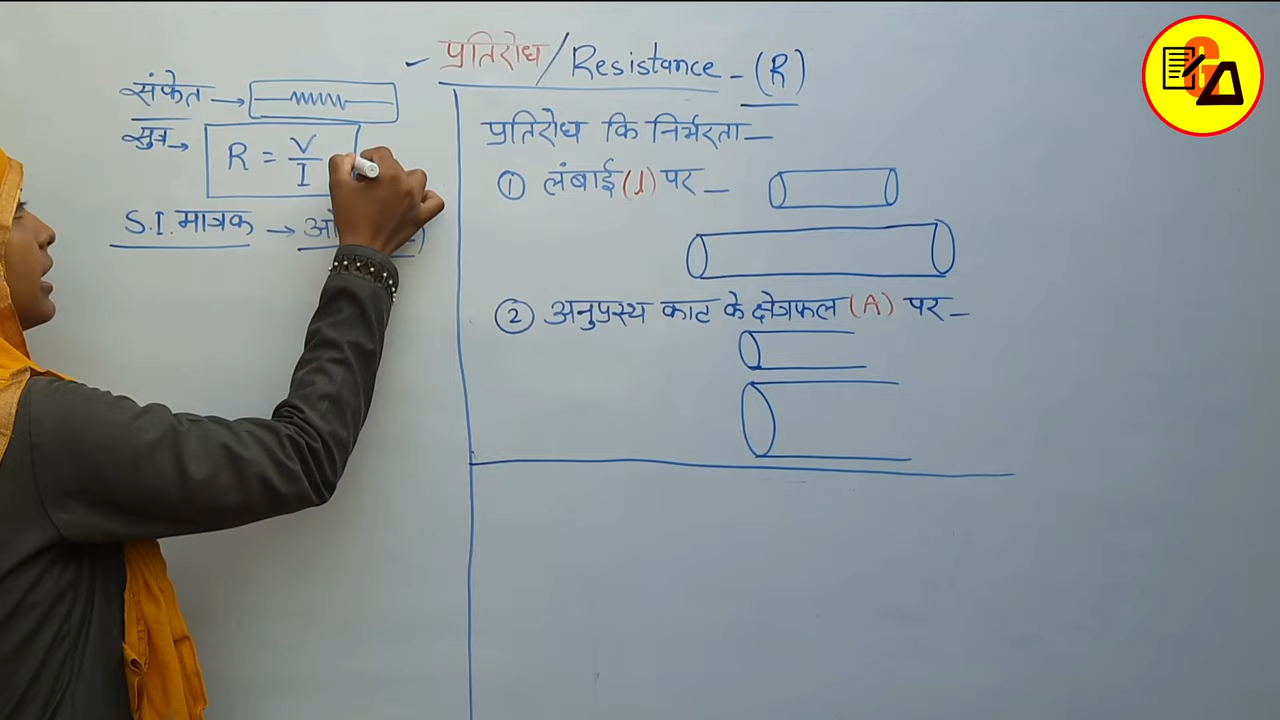 प्रतिरोध/Resistance - (R)
संकेत →
सुत्र →
R = V/I
S.I. मात्रक →
प्रतिरोध कि निर्भरता -
① लंबाई (l) पर -
② अनुप्रस्थ काट के क्षेत्रफल (A) पर -